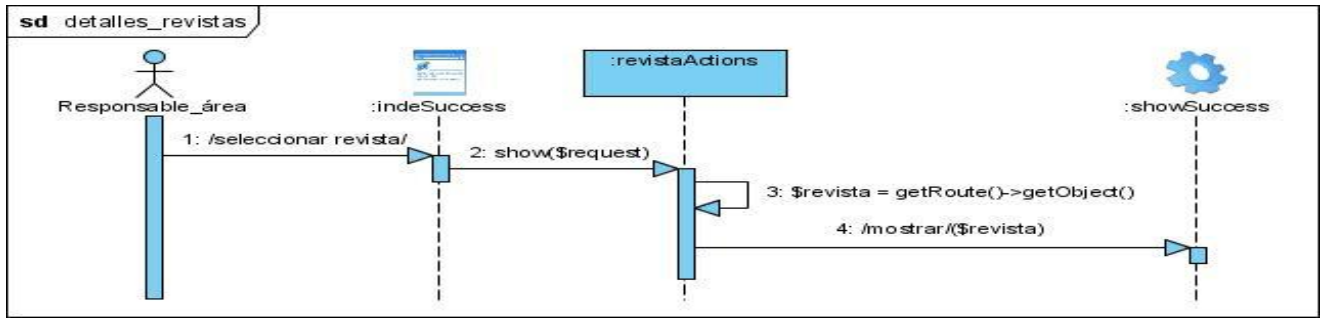 sd detalles_revistas
:revistaActions
Responsable_área
:indeSuccess
:showSuccess
1: /seleccionar revista/
2: show($request)
3: $revista = getRoute()->getObject()
4: /mostrar/($revista)